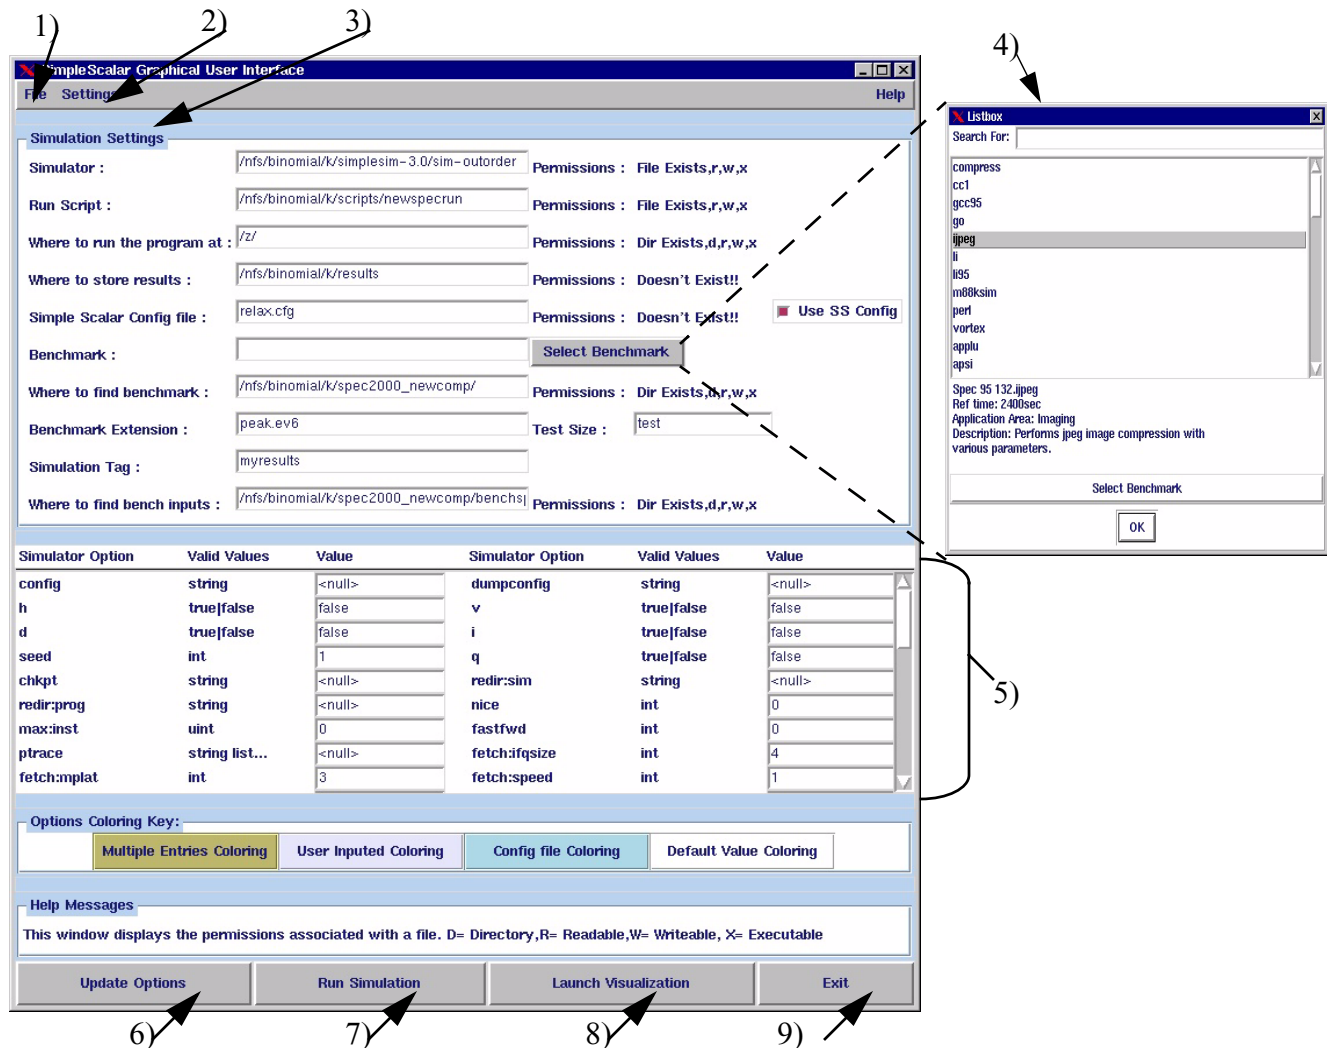 1)
2)
3)
SimpleScalar Graphical User Interface
File Settings Help
Simulation Settings
Simulator : /nfs/binomial/k/simplesim-3.0/sim-outorder Permissions : File Exists,r,w,x
Run Script : /nfs/binomial/k/scripts/newspecrun Permissions : File Exists,r,w,x
Where to run the program at : /z/ Permissions : Dir Exists,d,r,w,x
Where to store results : /nfs/binomial/k/results Permissions : Doesn't Exist!!
Simple Scalar Config file : relax.cfg Permissions : Doesn't Exist!! Use SS Config
Benchmark : Select Benchmark
Where to find benchmark : /nfs/binomial/k/spec2000_newcomp/ Permissions : Dir Exists,d,r,w,x
Benchmark Extension : peak.ev6 Test Size : test
Simulation Tag : myresults
Where to find bench inputs : /nfs/binomial/k/spec2000_newcomp/benchs Permissions : Dir Exists,d,r,w,x
4)
Listbox
Search For:
compress
cc1
gcc95
go
ijpeg
li
li95
m88ksim
perl
vortex
applu
apsi
Spec 95 132.ijpeg
Ref time: 2400sec
Application Area: Imaging
Description: Performs jpeg image compression with
various parameters.
Select Benchmark
OK
Simulator Option Valid Values Value Simulator Option Valid Values Value
config string <null> dumpconfig string <null>
h true|false false v true|false false
d true|false false i true|false false
seed int 1 q true|false false
chkpt string <null> redir:sim string <null>
redir:prog string <null> nice int 0
max:inst uint 0 fastfwd int 0
ptrace string list... <null> fetch:ifqsize int 4
fetch:mplat int 3 fetch:speed int 1
5)
Options Coloring Key:
Multiple Entries Coloring User Inputed Coloring Config file Coloring Default Value Coloring
Help Messages
This window displays the permissions associated with a file. D= Directory,R= Readable,W= Writeable, X= Executable
Update Options Run Simulation Launch Visualization Exit
6)
7)
8)
9)